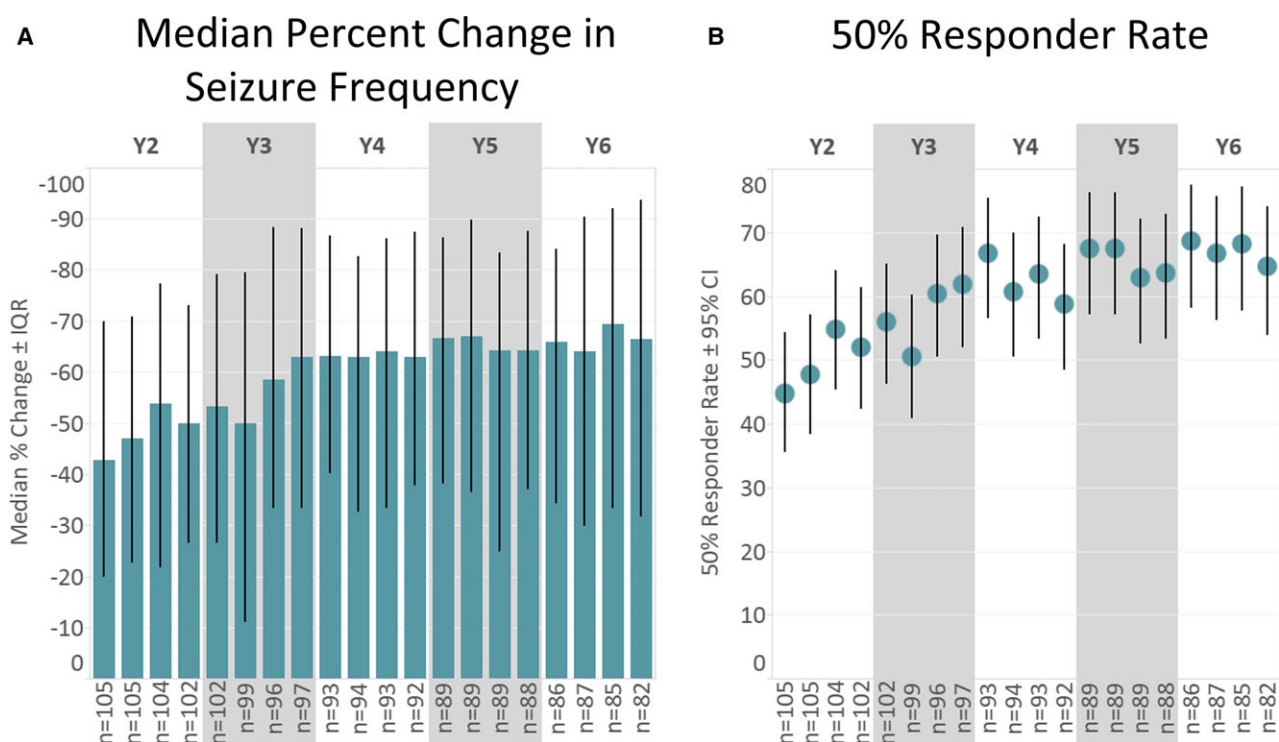 A
Median Percent Change in
Seizure Frequency
Y2 Y3 Y4 Y5 Y6
Median % Change ± IQR
-100
-90
-80
-70
-60
-50
-40
-30
-20
-10
0
n=105 n=105 n=104 n=102 n=102 n=99 n=96 n=97 n=93 n=94 n=93 n=92 n=89 n=89 n=89 n=88 n=86 n=87 n=85 n=82
B
50% Responder Rate
Y2 Y3 Y4 Y5 Y6
50% Responder Rate ± 95% CI
80
70
60
50
40
30
20
10
0
n=105 n=105 n=104 n=102 n=102 n=99 n=96 n=97 n=93 n=94 n=93 n=92 n=89 n=89 n=89 n=88 n=86 n=87 n=85 n=82